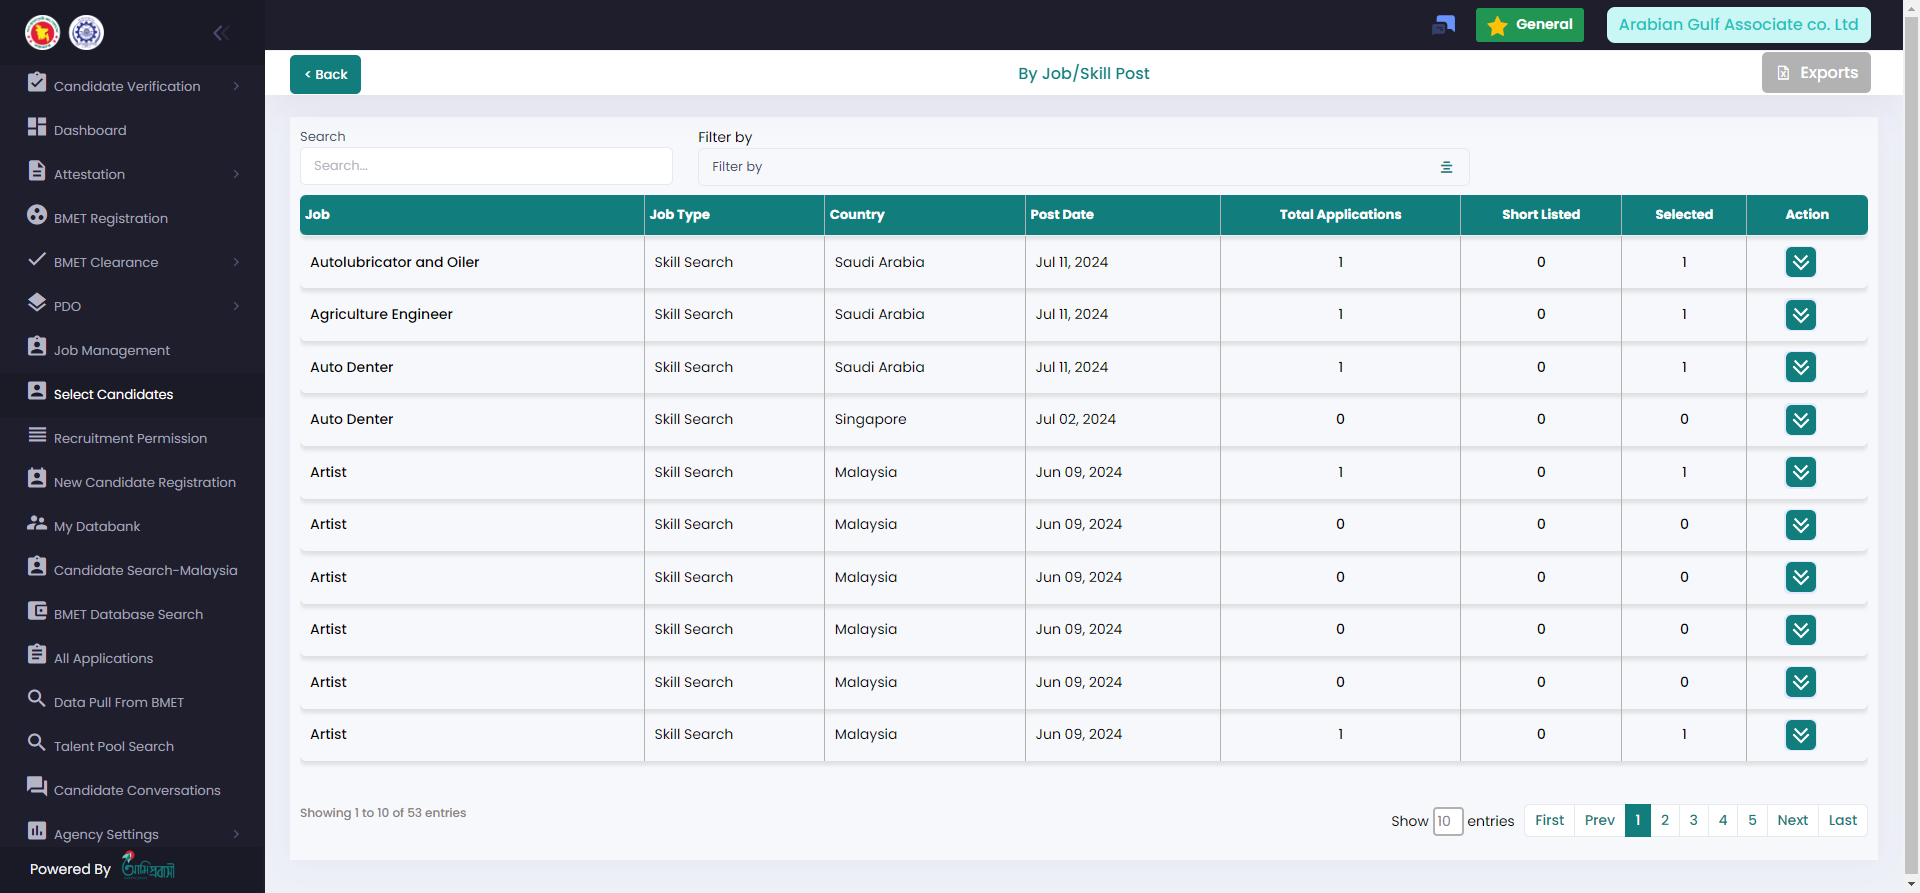 General
Arabian Gulf Associate co. Ltd
< Back
By Job/Skill Post
Exports
Candidate Verification
Dashboard
Attestation
BMET Registration
BMET Clearance
PDO
Job Management
Select Candidates
Recruitment Permission
New Candidate Registration
My Databank
Candidate Search-Malaysia
BMET Database Search
All Applications
Data Pull From BMET
Talent Pool Search
Candidate Conversations
Agency Settings
Powered By আমি প্রবাসী
Search
Search...
Filter by
Filter by
Job Job Type Country Post Date Total Applications Short Listed Selected Action
Autolubricator and Oiler Skill Search Saudi Arabia Jul 11, 2024 1 0 1
Agriculture Engineer Skill Search Saudi Arabia Jul 11, 2024 1 0 1
Auto Denter Skill Search Saudi Arabia Jul 11, 2024 1 0 1
Auto Denter Skill Search Singapore Jul 02, 2024 0 0 0
Artist Skill Search Malaysia Jun 09, 2024 1 0 1
Artist Skill Search Malaysia Jun 09, 2024 0 0 0
Artist Skill Search Malaysia Jun 09, 2024 0 0 0
Artist Skill Search Malaysia Jun 09, 2024 0 0 0
Artist Skill Search Malaysia Jun 09, 2024 0 0 0
Artist Skill Search Malaysia Jun 09, 2024 1 0 1
Showing 1 to 10 of 53 entries
Show 10 entries First Prev 1 2 3 4 5 Next Last